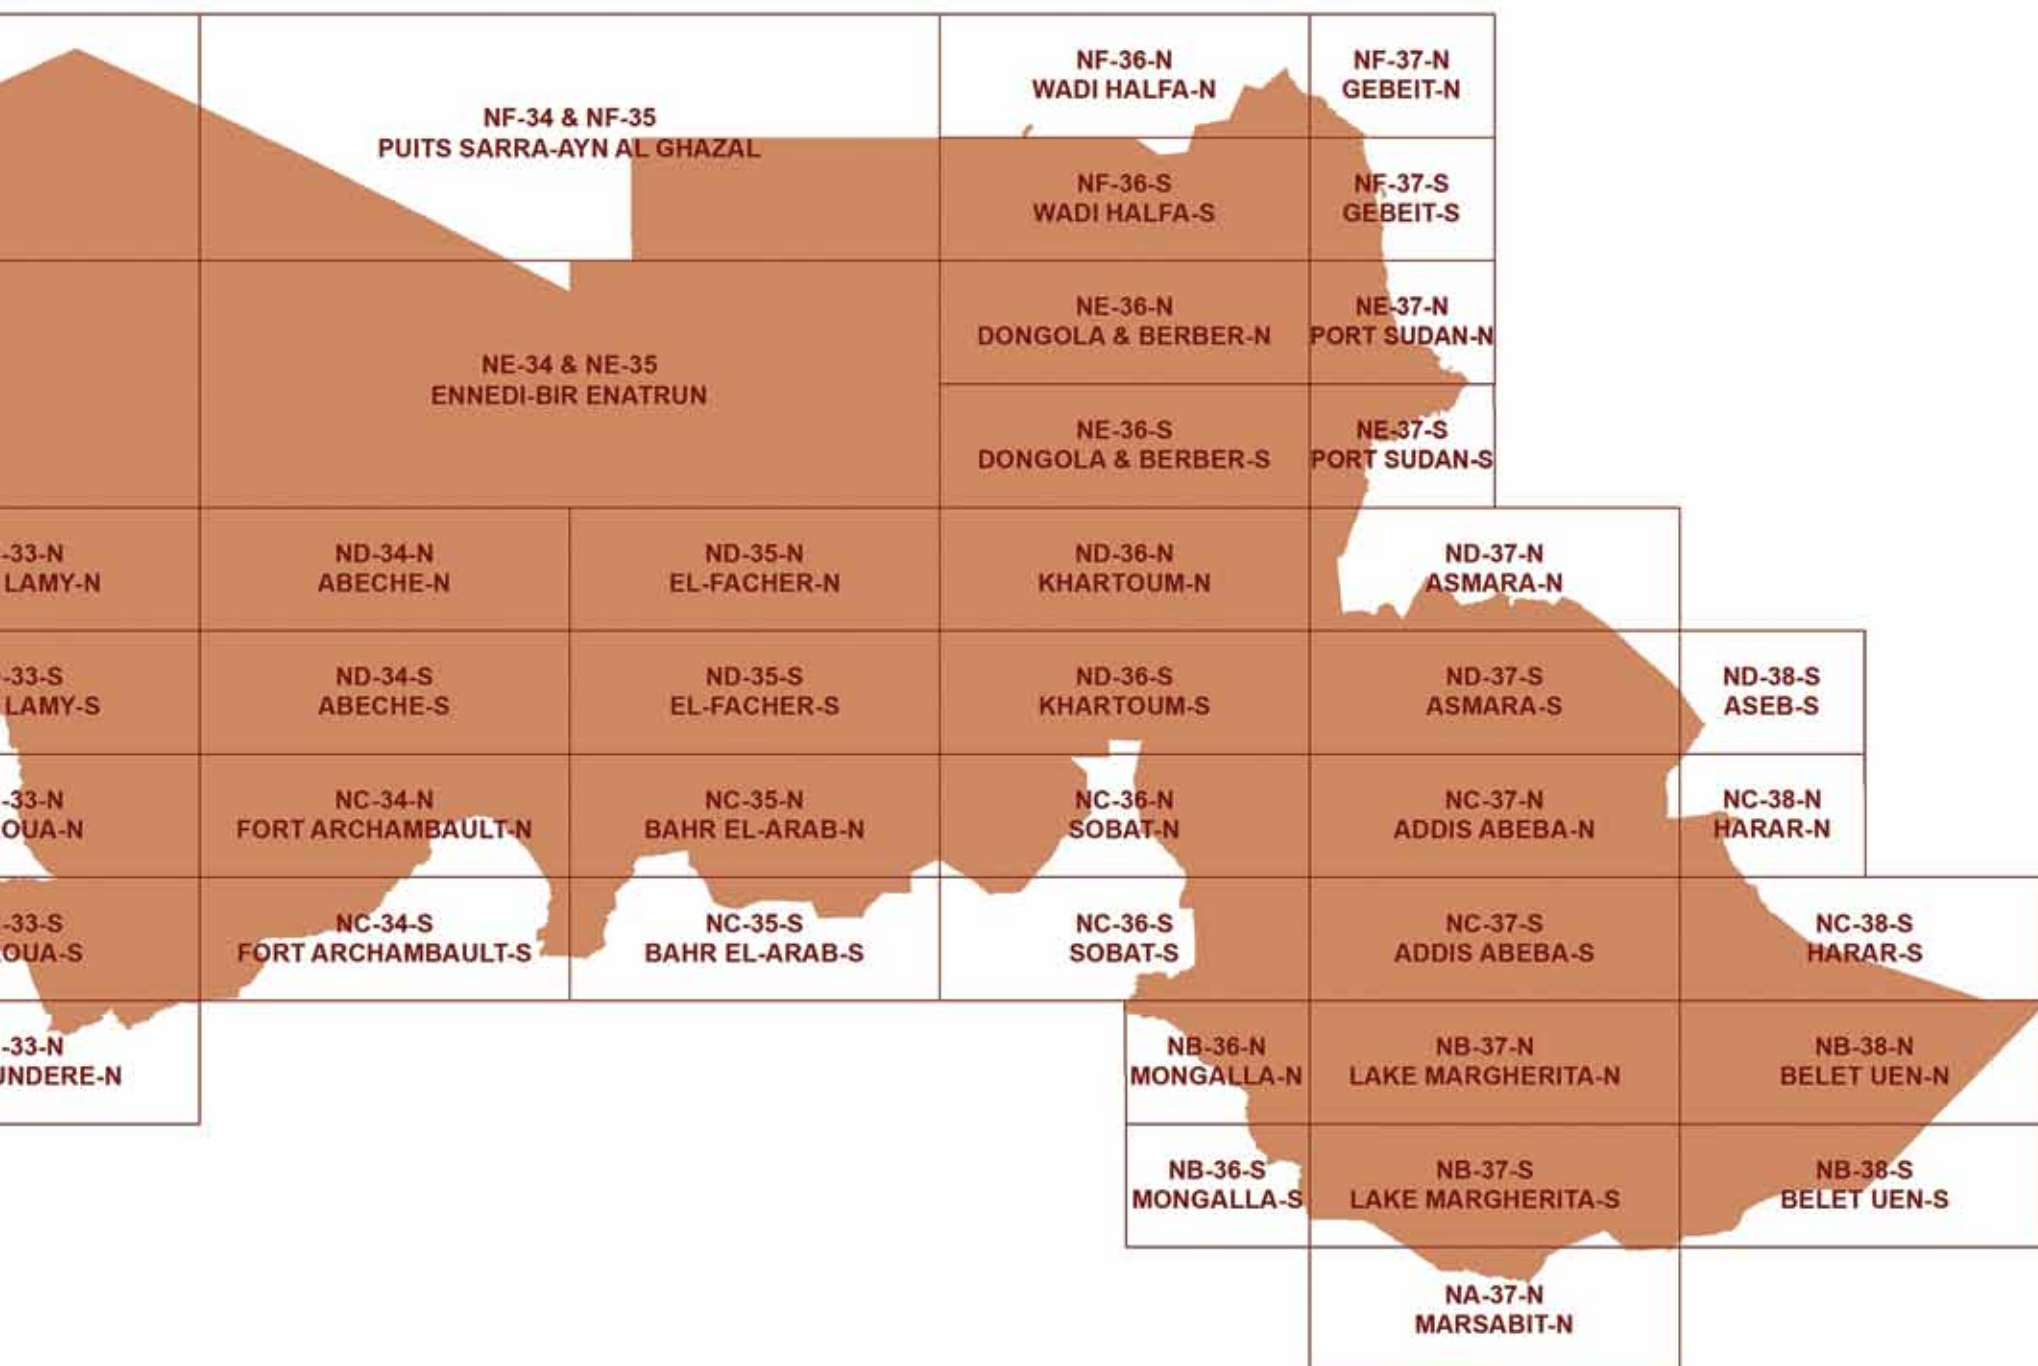 NF-36-N
WADI HALFA-N
NF-37-N
GEBEIT-N
NF-34 & NF-35
PUITS SARRA-AYN AL GHAZAL
NF-36-S
WADI HALFA-S
NF-37-S
GEBEIT-S
NE-36-N
DONGOLA & BERBER-N
NE-37-N
PORT SUDAN-N
NE-34 & NE-35
ENNEDI-BIR ENATRUN
NE-36-S
DONGOLA & BERBER-S
NE-37-S
PORT SUDAN-S
-33-N
LAMY-N
ND-34-N
ABECHE-N
ND-35-N
EL-FACHER-N
ND-36-N
KHARTOUM-N
ND-37-N
ASMARA-N
-33-S
LAMY-S
ND-34-S
ABECHE-S
ND-35-S
EL-FACHER-S
ND-36-S
KHARTOUM-S
ND-37-S
ASMARA-S
ND-38-S
ASEB-S
-33-N
OUA-N
NC-34-N
FORT ARCHAMBAULT-N
NC-35-N
BAHR EL-ARAB-N
NC-36-N
SOBAT-N
NC-37-N
ADDIS ABEBA-N
NC-38-N
HARAR-N
-33-S
OUA-S
NC-34-S
FORT ARCHAMBAULT-S
NC-35-S
BAHR EL-ARAB-S
NC-36-S
SOBAT-S
NC-37-S
ADDIS ABEBA-S
NC-38-S
HARAR-S
-33-N
UNDERE-N
NB-36-N
MONGALLA-N
NB-37-N
LAKE MARGHERITA-N
NB-38-N
BELET UEN-N
NB-36-S
MONGALLA-S
NB-37-S
LAKE MARGHERITA-S
NB-38-S
BELET UEN-S
NA-37-N
MARSABIT-N